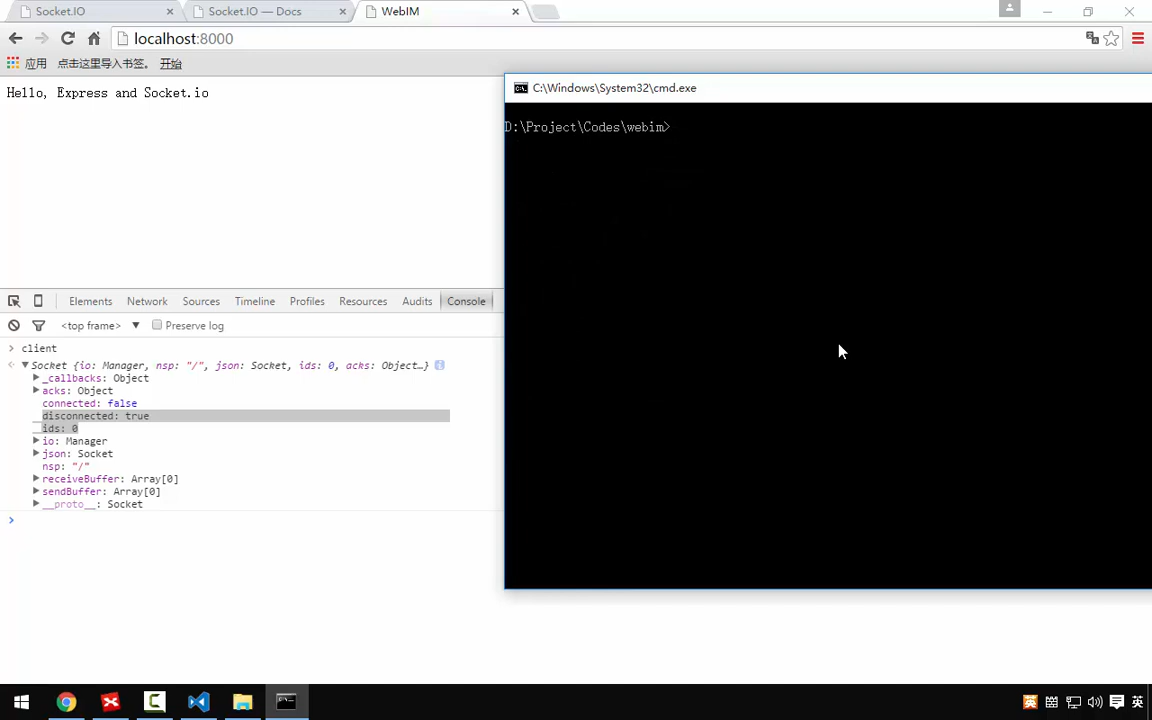 Socket.IO
Socket.IO — Docs
WebIM
localhost:8000
应用
点击这里导入书签。
开始
Hello, Express and Socket.io
C:\Windows\System32\cmd.exe
D:\Project\Codes\webim>
Elements Network Sources Timeline Profiles Resources Audits Console
<top frame>
Preserve log
client
Socket {io: Manager, nsp: "/", json: Socket, ids: 0, acks: Object…}
_callbacks: Object
acks: Object
connected: false
disconnected: true
ids: 0
io: Manager
json: Socket
nsp: "/"
receiveBuffer: Array[0]
sendBuffer: Array[0]
__proto__: Socket
英
英